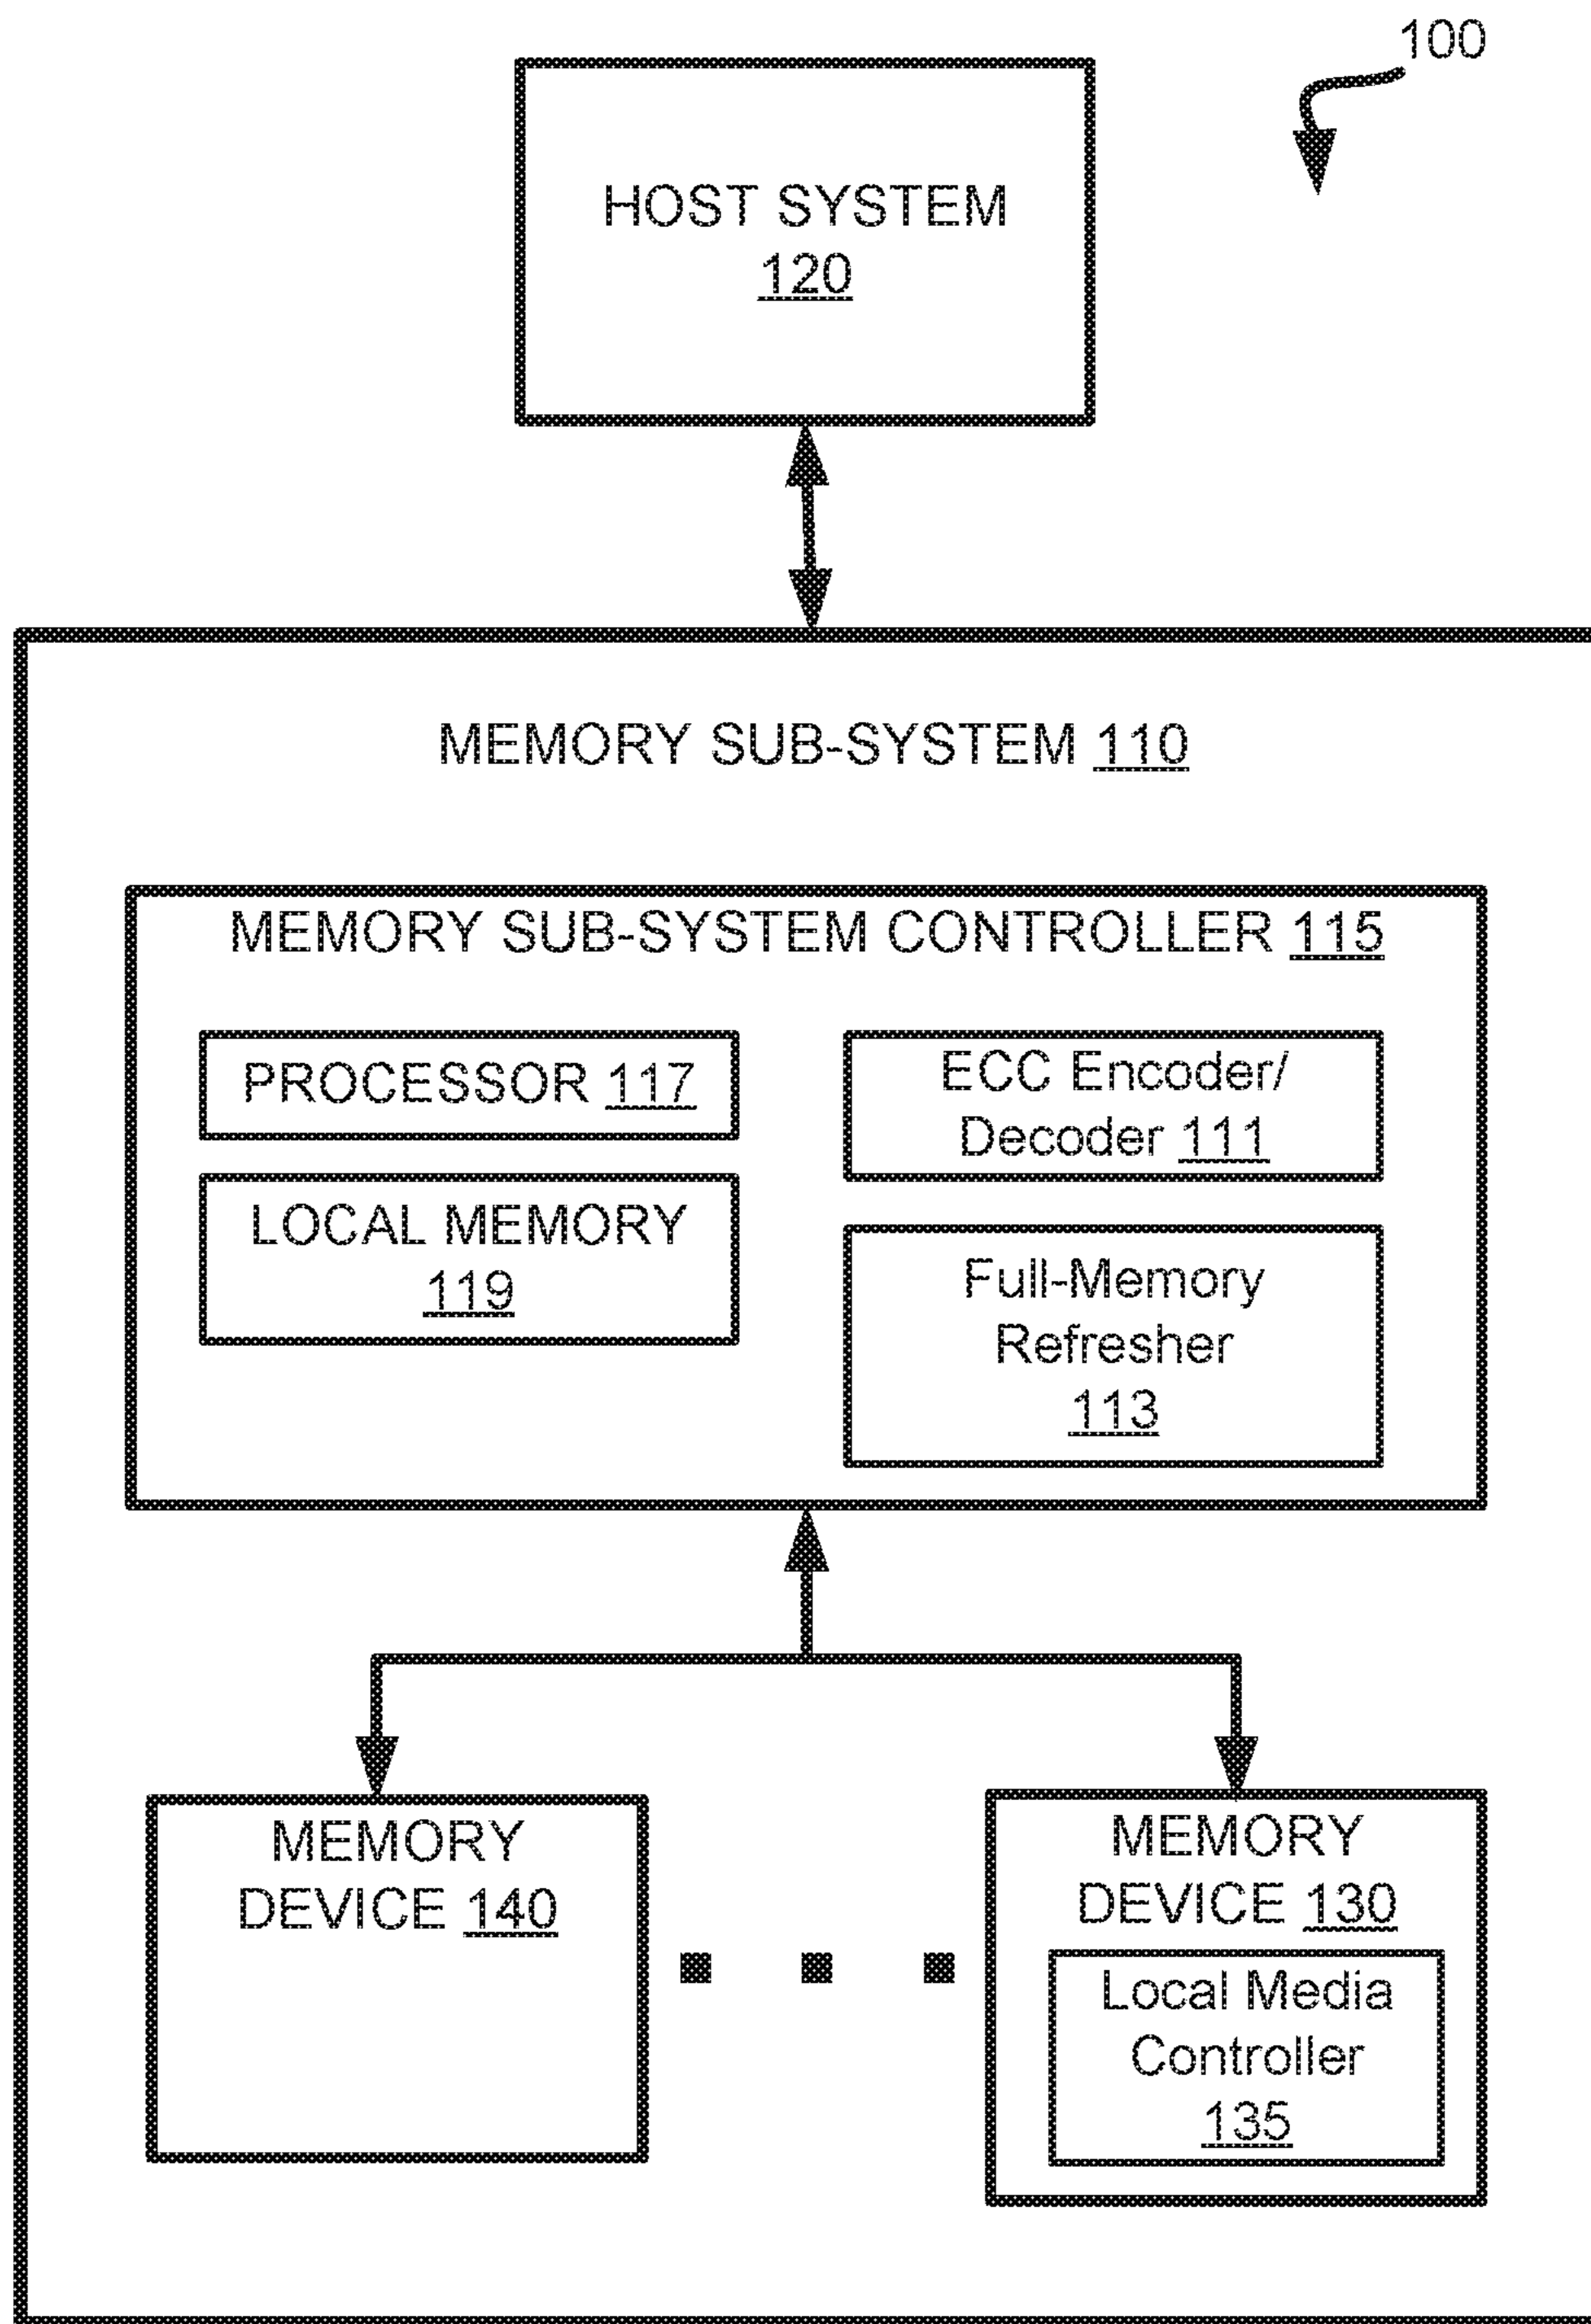 100
HOST SYSTEM
120
MEMORY SUB-SYSTEM 110
MEMORY SUB-SYSTEM CONTROLLER 115
PROCESSOR 117
LOCAL MEMORY
119
ECC Encoder/
Decoder 111
Full-Memory
Refresher
113
MEMORY
DEVICE 140
MEMORY
DEVICE 130
Local Media
Controller
135